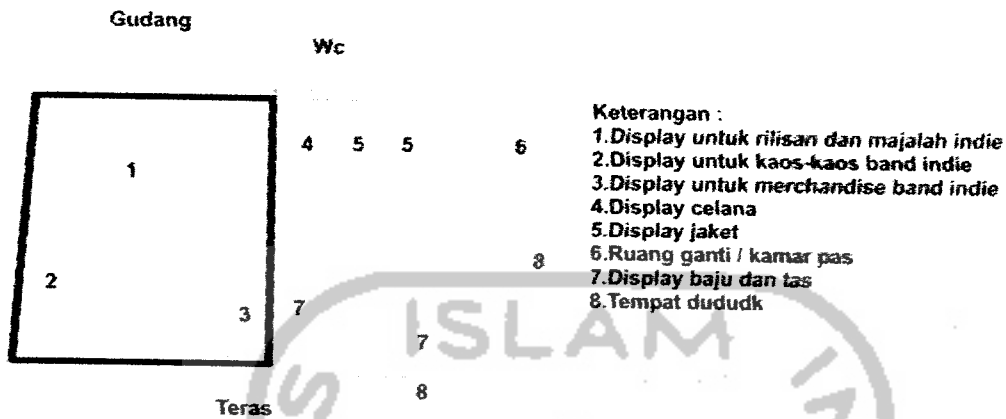 Gudang
Wc
4 5 5 6
1
8
2
3 7
7
8
Teras
Keterangan :
1.Display untuk rilisan dan majalah indie
2.Display untuk kaos-kaos band indie
3.Display untuk merchandise band indie
4.Display celana
5.Display jaket
6.Ruang ganti / kamar pas
7.Display baju dan tas
8.Tempat dududk
ISLAM